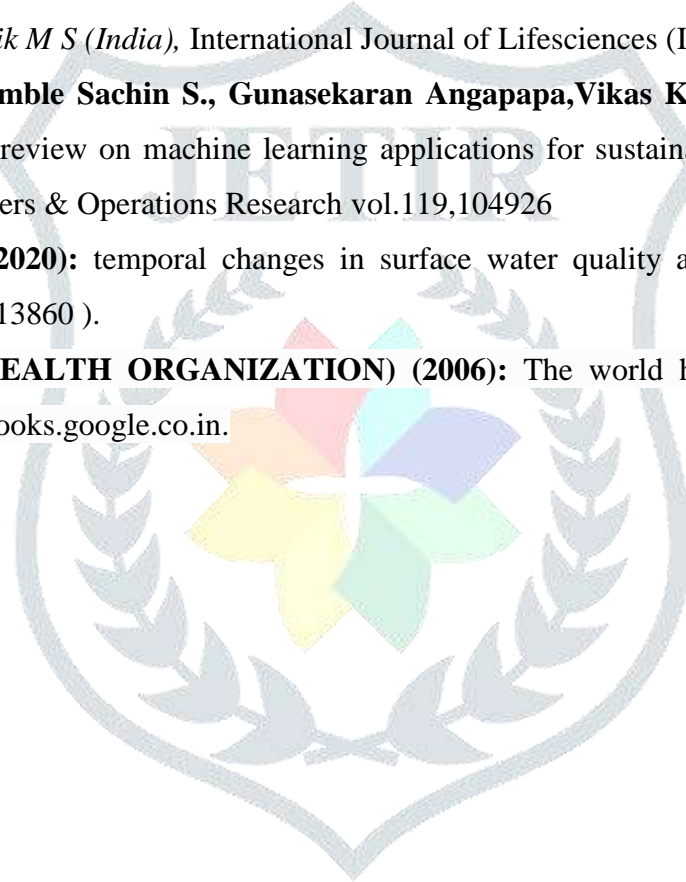 ik M S (India), International Journal of Lifesciences (I
mble Sachin S., Gunasekaran Angapapa,Vikas K
review on machine learning applications for sustaina
ers & Operations Research vol.119,104926
JETIR
2020): temporal changes in surface water quality a
13860 ).
EALTH ORGANIZATION) (2006): The world h
ooks.google.co.in.